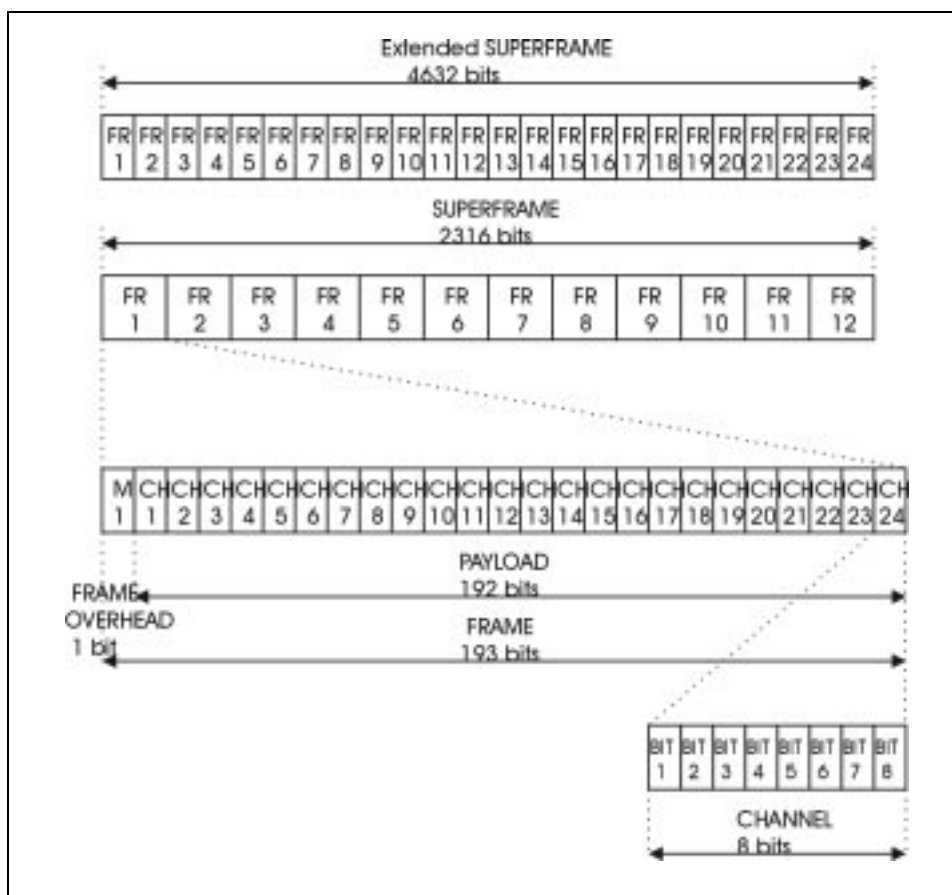 Extended SUPERFRAME
4632 bits
FR FR FR FR FR FR FR FR FR FR FR FR FR FR FR FR FR FR FR FR FR FR FR FR
1 2 3 4 5 6 7 8 9 10 11 12 13 14 15 16 17 18 19 20 21 22 23 24
SUPERFRAME
2316 bits
FR FR FR FR FR FR FR FR FR FR FR FR
1 2 3 4 5 6 7 8 9 10 11 12
M CH CH CH CH CH CH CH CH CH CH CH CH CH CH CH CH CH CH CH CH CH CH CH CH
1 1 2 3 4 5 6 7 8 9 10 11 12 13 14 15 16 17 18 19 20 21 22 23 24
PAYLOAD
192 bits
FRAME
OVERHEAD
1 bit
FRAME
193 bits
BIT BIT BIT BIT BIT BIT BIT BIT
1 2 3 4 5 6 7 8
CHANNEL
8 bits